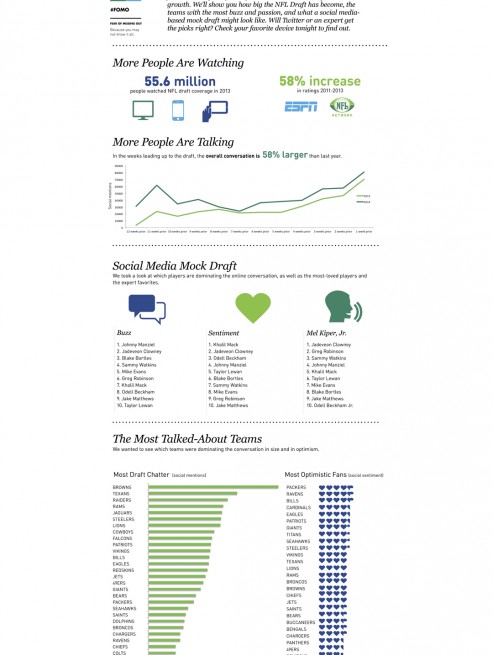 growth. We'll show you how big the NFL Draft has become, the
#FOMO
teams with the most buzz and passion, and what a social media-
based mock draft might look like. Will Twitter or an expert get
FEAR OF MISSING OUT
the picks right? Check your favorite device tonight to find out.
Because you may
not know it all.
More People Are Watching
55.6 million
people watched NFL draft coverage in 2013
58% increase
in ratings 2011-2013
ESPN
NFL
NETWORK
More People Are Talking
In the weeks leading up to the draft, the overall conversation is 58% larger than last year.
Social mentions
Social Media Mock Draft
We took a look at which players are dominating the online conversation, as well as the most-loved players and
the expert favorites.
Buzz
1. Johnny Manziel
2. Jadeveon Clowney
3. Blake Bortles
4. Sammy Watkins
5. Mike Evans
6. Greg Robinson
7. Khalil Mack
8. Odell Beckham
9. Jake Matthews
10. Taylor Lewan
Sentiment
1. Khalil Mack
2. Jadeveon Clowney
3. Odell Beckham
4. Johnny Manziel
5. Taylor Lewan
6. Blake Bortles
7. Sammy Watkins
8. Mike Evans
9. Greg Robinson
10. Jake Matthews
Mel Kiper, Jr.
1. Jadeveon Clowney
2. Greg Robinson
3. Sammy Watkins
4. Johnny Manziel
5. Khalil Mack
6. Taylor Lewan
7. Mike Evans
8. Blake Bortles
9. Jake Matthews
10. Odell Beckham Jr.
The Most Talked-About Teams
We wanted to see which teams were dominating the conversation in size and in optimism.
Most Draft Chatter (social mentions)
BROWNS
TEXANS
RAIDERS
RAMS
JAGUARS
STEELERS
LIONS
COWBOYS
FALCONS
PATRIOTS
VIKINGS
BILLS
EAGLES
REDSKINS
JETS
49ERS
GIANTS
BEARS
PACKERS
SEAHAWKS
SAINTS
DOLPHINS
BRONCOS
CHARGERS
RAVENS
CHIEFS
COLTS
Most Optimistic Fans (social sentiment)
PACKERS
RAVENS
BILLS
CARDINALS
EAGLES
PATRIOTS
GIANTS
TITANS
SEAHAWKS
STEELERS
VIKINGS
TEXANS
LIONS
RAMS
BRONCOS
BROWNS
CHIEFS
JETS
SAINTS
BEARS
BUCCANEERS
BENGALS
CHARGERS
PANTHERS
49ERS